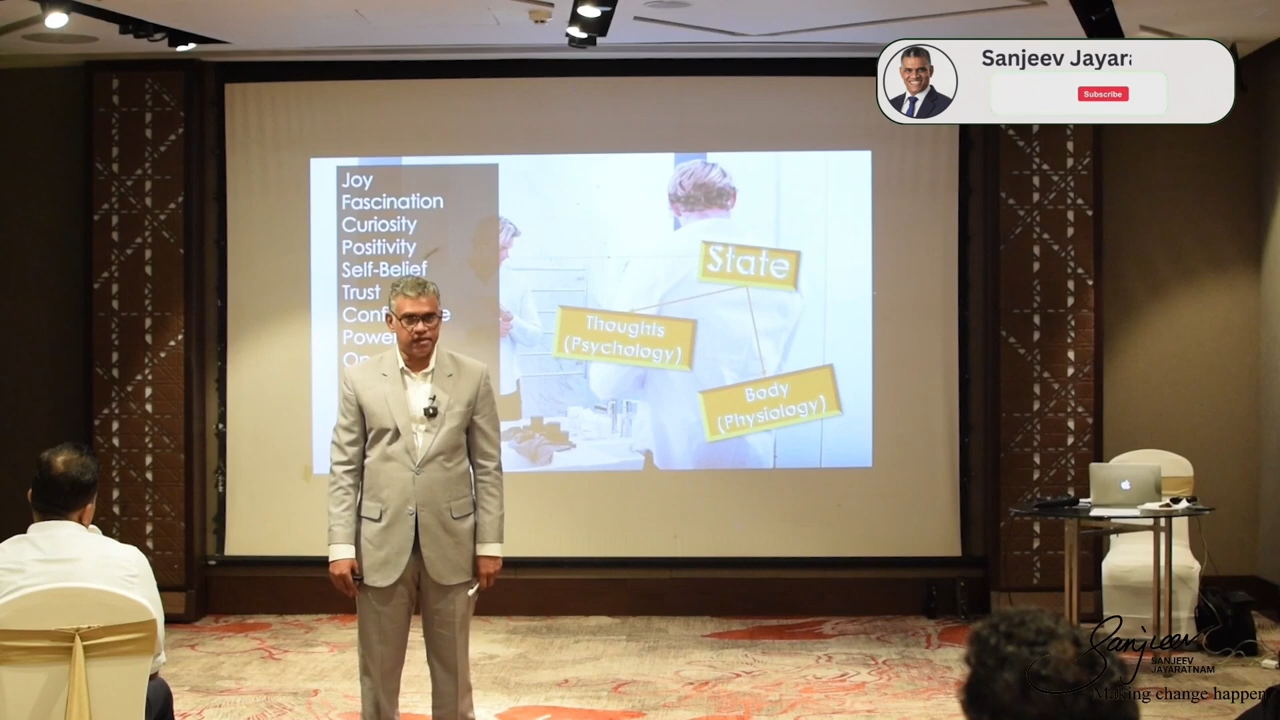 Sanjeev Jayar
Subscribe
Joy
Fascination
Curiosity
Positivity
Self-Belief
Trust
State
Thoughts
(Psychology)
Body
(Physiology)
Sanjeev
SANJEEV
JAYARATNAM
Making change happen